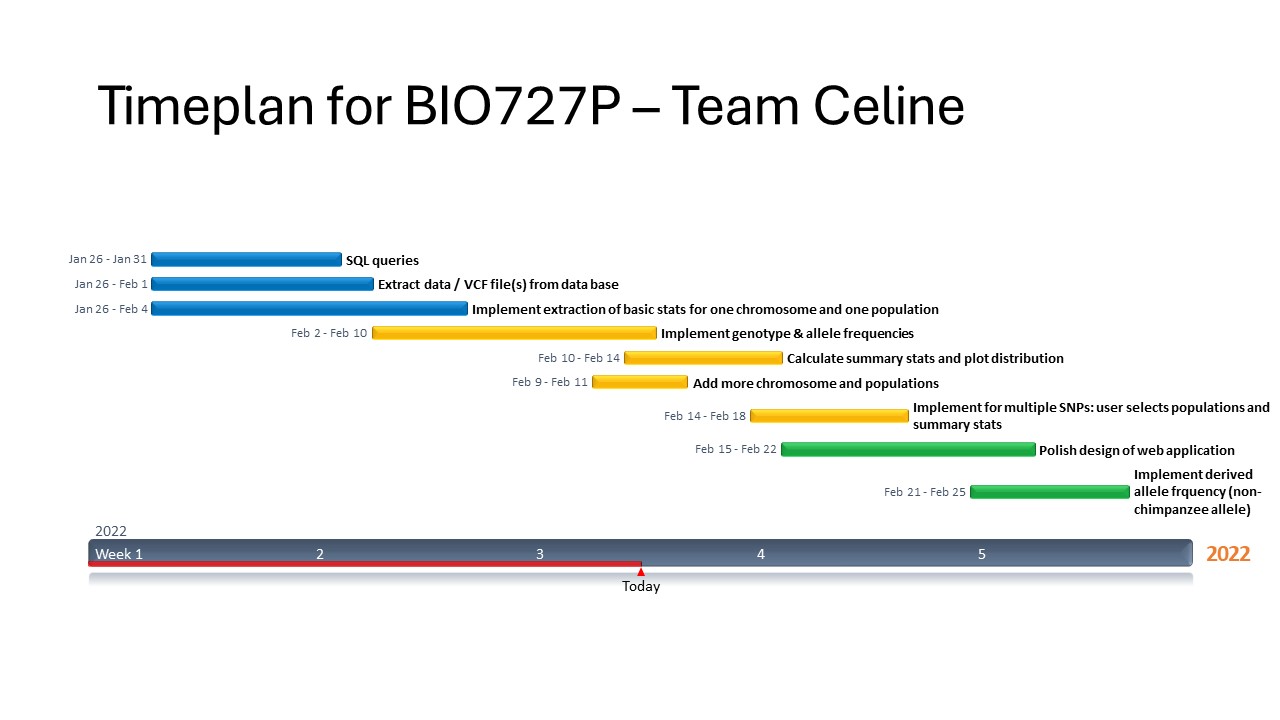 Timeplan for BIO727P – Team Celine
Jan 26 - Jan 31 SQL queries
Jan 26 - Feb 1 Extract data / VCF file(s) from data base
Jan 26 - Feb 4 Implement extraction of basic stats for one chromosome and one population
Feb 2 - Feb 10 Implement genotype & allele frequencies
Feb 10 - Feb 14 Calculate summary stats and plot distribution
Feb 9 - Feb 11 Add more chromosome and populations
Feb 14 - Feb 18 Implement for multiple SNPs: user selects populations and
summary stats
Feb 15 - Feb 22 Polish design of web application
Implement derived
Feb 21 - Feb 25 allele frquency (non-
chimpanzee allele)
2022
Week 1 2 3 4 5 2022
Today